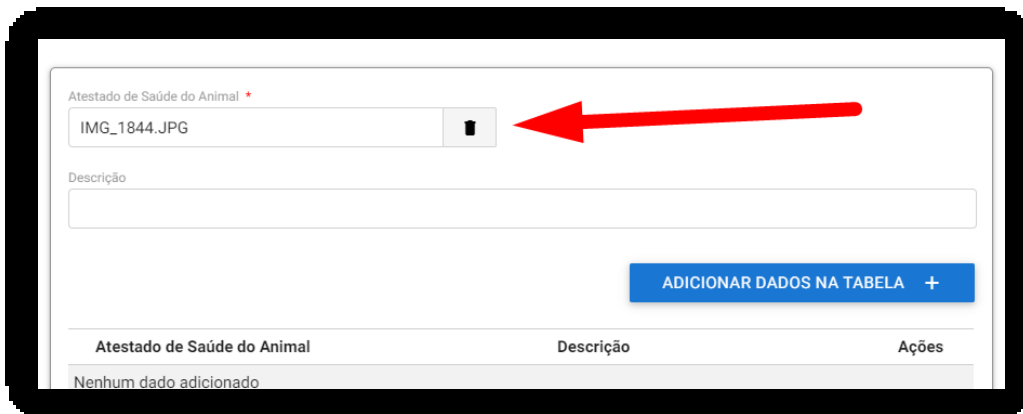 Atestado de Saúde do Animal *
IMG_1844.JPG
Descrição
ADICIONAR DADOS NA TABELA +
Atestado de Saúde do Animal Descrição Ações
Nenhum dado adicionado